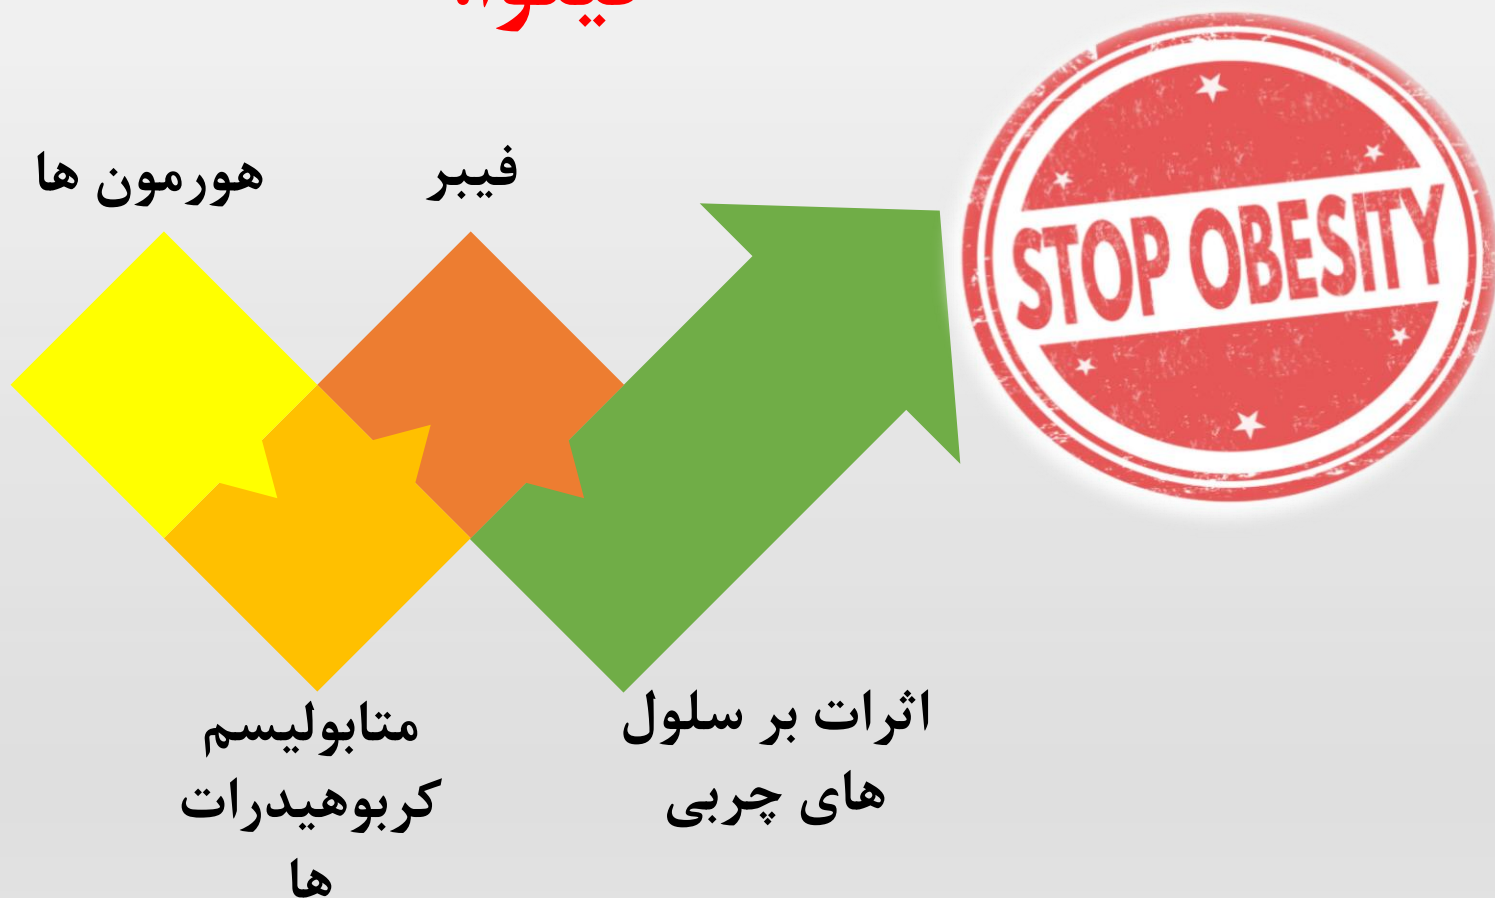 هورمون ها
فیبر
STOP OBESITY
متابولیسم
کربوهیدرات
ها
اثرات بر سلول
های چربی